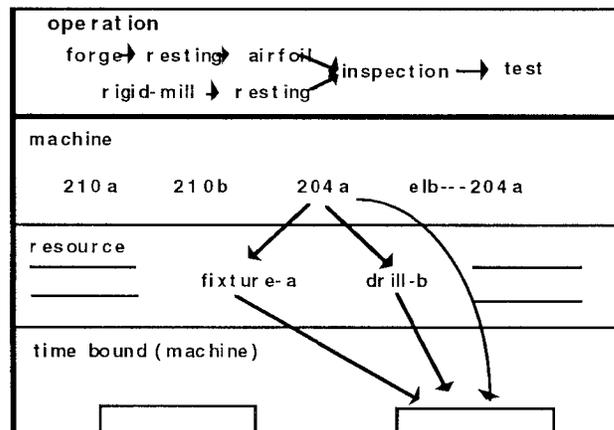 operation
forge resting airfoil inspection test
rigid-mill resting
machine
210a 210b 204a elb---204a
resource
fixture-a drill-b
time bound (machine)